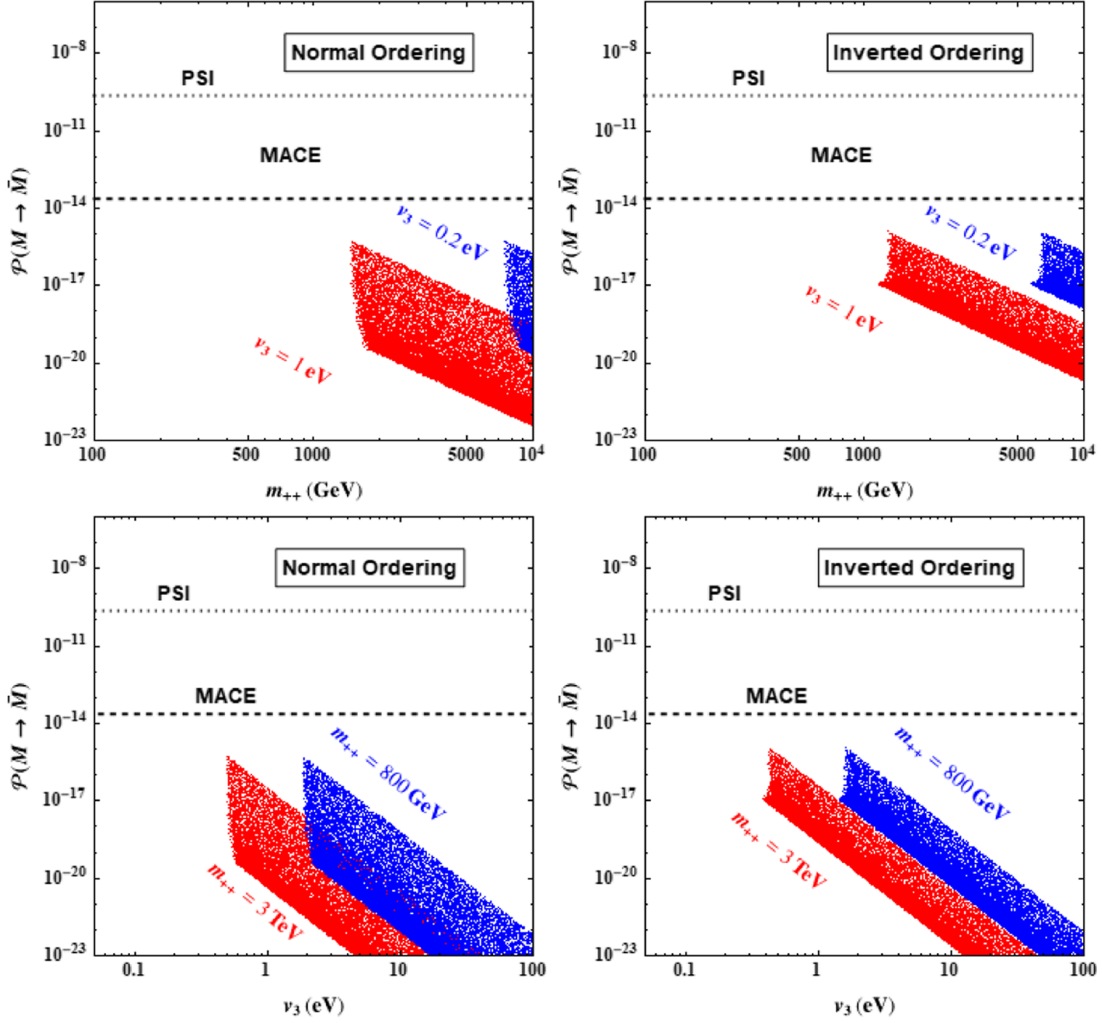 Normal Ordering
PSI
MACE
v₃ = 0.2 eV
v₃ = 1 eV
10⁻⁸
10⁻¹¹
10⁻¹⁴
10⁻¹⁷
10⁻²⁰
10⁻²³
𝒫(M → M̄)
100 500 1000 5000 10⁴
m₊₊ (GeV)
Inverted Ordering
PSI
MACE
v₃ = 0.2 eV
v₃ = 1 eV
10⁻⁸
10⁻¹¹
10⁻¹⁴
10⁻¹⁷
10⁻²⁰
10⁻²³
𝒫(M → M̄)
100 500 1000 5000 10⁴
m₊₊ (GeV)
Normal Ordering
PSI
MACE
m₊₊ = 800 GeV
m₊₊ = 3 TeV
10⁻⁸
10⁻¹¹
10⁻¹⁴
10⁻¹⁷
10⁻²⁰
10⁻²³
𝒫(M → M̄)
0.1 1 10 100
v₃ (eV)
Inverted Ordering
PSI
MACE
m₊₊ = 800 GeV
m₊₊ = 3 TeV
10⁻⁸
10⁻¹¹
10⁻¹⁴
10⁻¹⁷
10⁻²⁰
10⁻²³
𝒫(M → M̄)
0.1 1 10 100
v₃ (eV)